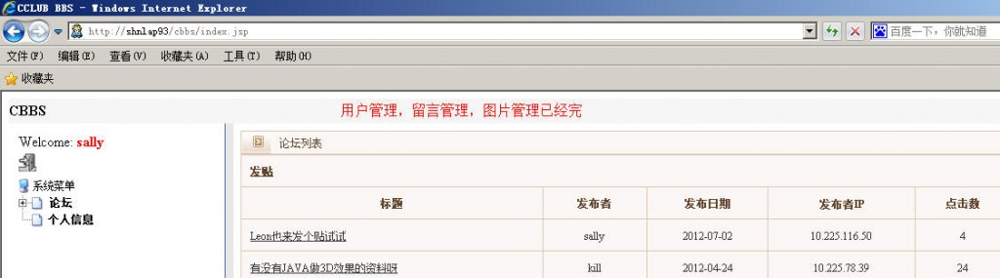 CCLUB BBS - Windows Internet Explorer
http://shnlap93/cbbs/index.jsp
百度一下，你就知道
文件(F) 编辑(E) 查看(V) 收藏夹(A) 工具(T) 帮助(H)
收藏夹
CBBS 用户管理，留言管理，图片管理已经完
Welcome: sally
系统菜单
论坛
个人信息
论坛列表
发贴
标题 发布者 发布日期 发布者IP 点击数
Leon也来发个贴试试 sally 2012-07-02 10.225.116.50 4
有没有JAVA做3D效果的资料呀 kill 2012-04-24 10.225.78.39 24